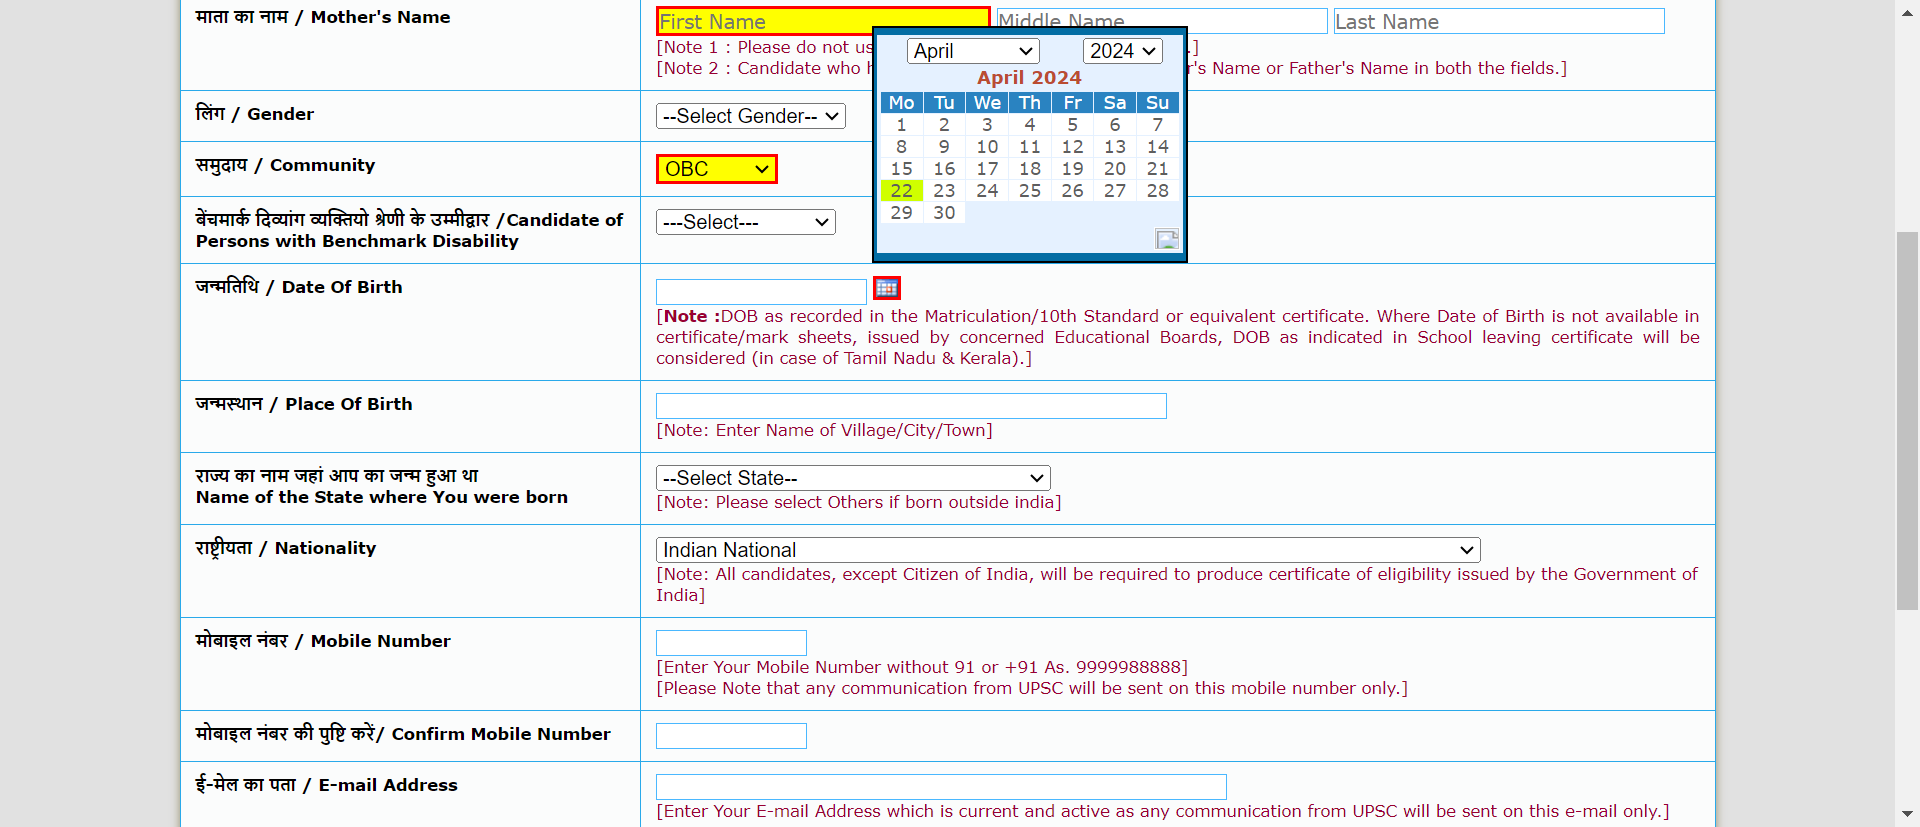 माता का नाम / Mother's Name
First Name Middle Name Last Name
[Note 1 : Please do not us .]
[Note 2 : Candidate who h r's Name or Father's Name in both the fields.]
April 2024
April 2024
Mo Tu We Th Fr Sa Su
1 2 3 4 5 6 7
8 9 10 11 12 13 14
15 16 17 18 19 20 21
22 23 24 25 26 27 28
29 30
लिंग / Gender
--Select Gender--
समुदाय / Community
OBC
बेंचमार्क दिव्यांग व्यक्तियो श्रेणी के उम्मीद्वार /Candidate of
Persons with Benchmark Disability
---Select---
जन्मतिथि / Date Of Birth
[Note :DOB as recorded in the Matriculation/10th Standard or equivalent certificate. Where Date of Birth is not available in
certificate/mark sheets, issued by concerned Educational Boards, DOB as indicated in School leaving certificate will be
considered (in case of Tamil Nadu & Kerala).]
जन्मस्थान / Place Of Birth
[Note: Enter Name of Village/City/Town]
राज्य का नाम जहां आप का जन्म हुआ था
Name of the State where You were born
--Select State--
[Note: Please select Others if born outside india]
राष्ट्रीयता / Nationality
Indian National
[Note: All candidates, except Citizen of India, will be required to produce certificate of eligibility issued by the Government of
India]
मोबाइल नंबर / Mobile Number
[Enter Your Mobile Number without 91 or +91 As. 9999988888]
[Please Note that any communication from UPSC will be sent on this mobile number only.]
मोबाइल नंबर की पुष्टि करें/ Confirm Mobile Number
ई-मेल का पता / E-mail Address
[Enter Your E-mail Address which is current and active as any communication from UPSC will be sent on this e-mail only.]